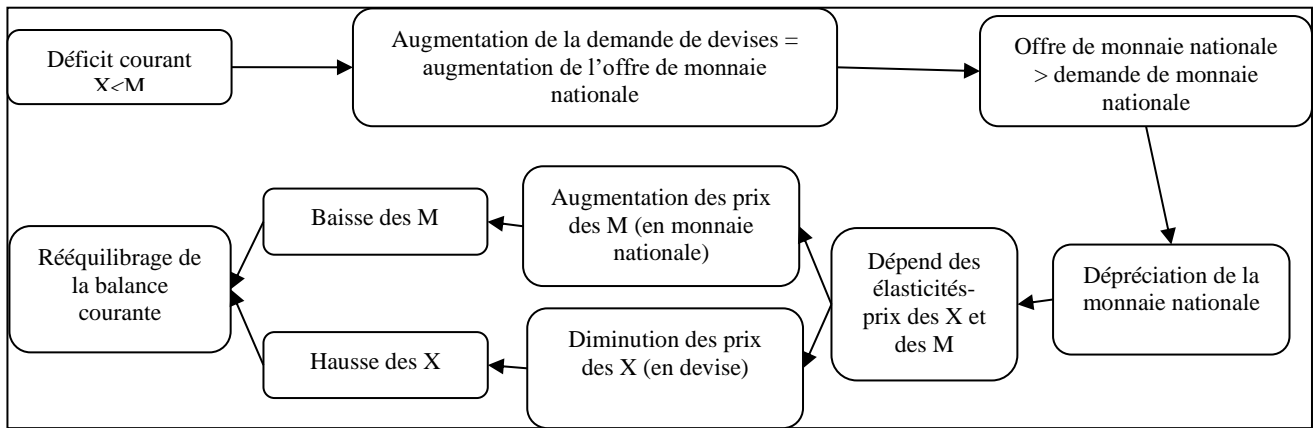 Déficit courant
X<M
Augmentation de la demande de devises =
augmentation de l’offre de monnaie
nationale
Offre de monnaie nationale
> demande de monnaie
nationale
Dépréciation de la
monnaie nationale
Dépend des
élasticités-
prix des X et
des M
Augmentation des prix
des M (en monnaie
nationale)
Baisse des M
Diminution des prix
des X (en devise)
Hausse des X
Rééquilibrage de
la balance
courante